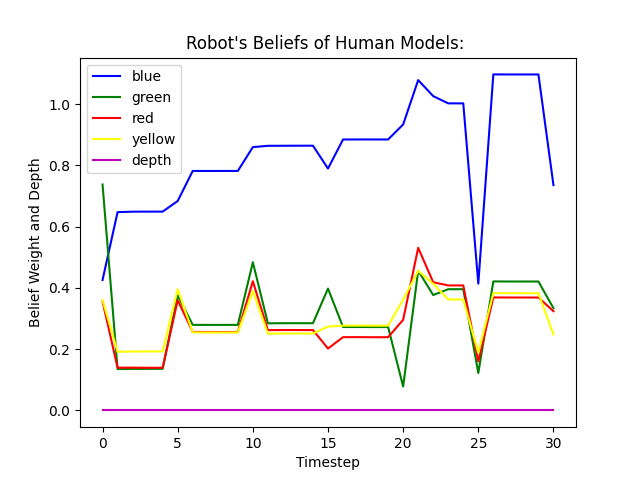 Robot's Beliefs of Human Models:
blue
green
red
yellow
depth
Belief Weight and Depth
1.0
0.8
0.6
0.4
0.2
0.0
0 5 10 15 20 25 30
Timestep